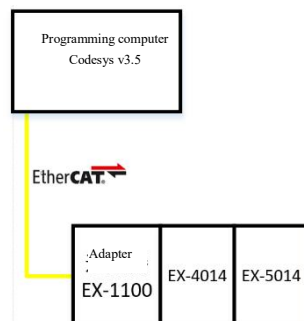 Programming computer
Codesys v3.5
EtherCAT
Adapter
EX-1100
EX-4014
EX-5014